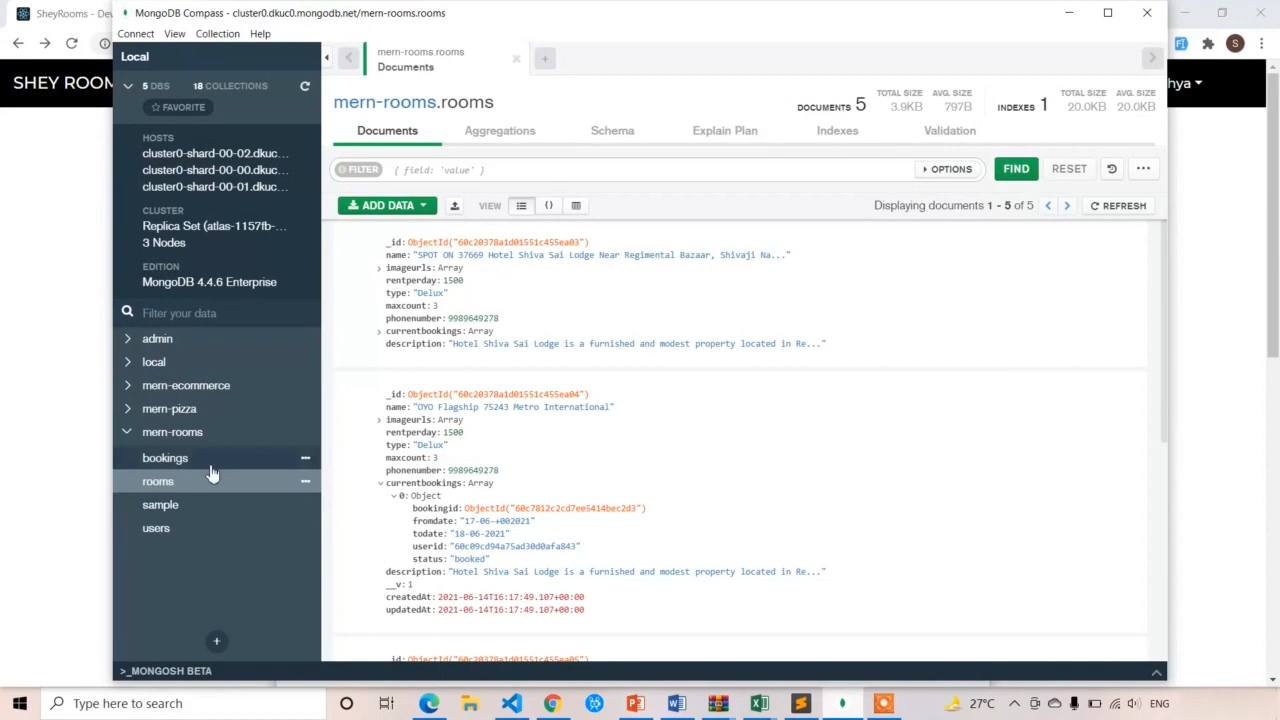 SheyRooms - Dev
MongoDB Compass - cluster0.dkuc0.mongodb.net/mern-rooms.rooms
Connect View Collection Help
S
SHEY ROOM
hya
Local
5 DBS 18 COLLECTIONS
FAVORITE
HOSTS
cluster0-shard-00-02.dkuc...
cluster0-shard-00-00.dkuc...
cluster0-shard-00-01.dkuc...
CLUSTER
Replica Set (atlas-1157fb-...
3 Nodes
EDITION
MongoDB 4.4.6 Enterprise
Filter your data
admin
local
mern-ecommerce
mern-pizza
mern-rooms
bookings
rooms
sample
users
mern-rooms.rooms
Documents
mern-rooms.rooms
DOCUMENTS 5 TOTAL SIZE 3.9KB AVG. SIZE 797B INDEXES 1 TOTAL SIZE 20.0KB AVG. SIZE 20.0KB
Documents Aggregations Schema Explain Plan Indexes Validation
FILTER { field: 'value' } OPTIONS FIND RESET
ADD DATA VIEW {} Displaying documents 1 - 5 of 5 REFRESH
_id: ObjectId("60c20378a1d01551c455ea03")
name: "SPOT ON 37669 Hotel Shiva Sai Lodge Near Regimental Bazaar, Shivaji Na..."
imageurls: Array
rentperday: 1500
type: "Delux"
maxcount: 3
phonenumber: 9989649278
currentbookings: Array
description: "Hotel Shiva Sai Lodge is a furnished and modest property located in Re..."
_id: ObjectId("60c20378a1d01551c455ea04")
name: "OYO Flagship 75243 Metro International"
imageurls: Array
rentperday: 1500
type: "Delux"
maxcount: 3
phonenumber: 9989649278
currentbookings: Array
0: Object
bookingid: ObjectId("60c7812c2cd7ee5414bec2d3")
fromdate: "17-06-+002021"
todate: "18-06-2021"
userid: "60c09cd94a75ad30d0afa843"
status: "booked"
description: "Hotel Shiva Sai Lodge is a furnished and modest property located in Re..."
__v: 1
createdAt: 2021-06-14T16:17:49.107+00:00
updatedAt: 2021-06-14T16:17:49.107+00:00
_id: ObjectId("60c20378a1d01551c455ea05")
>_MONGOSH BETA
Type here to search
27°C ENG